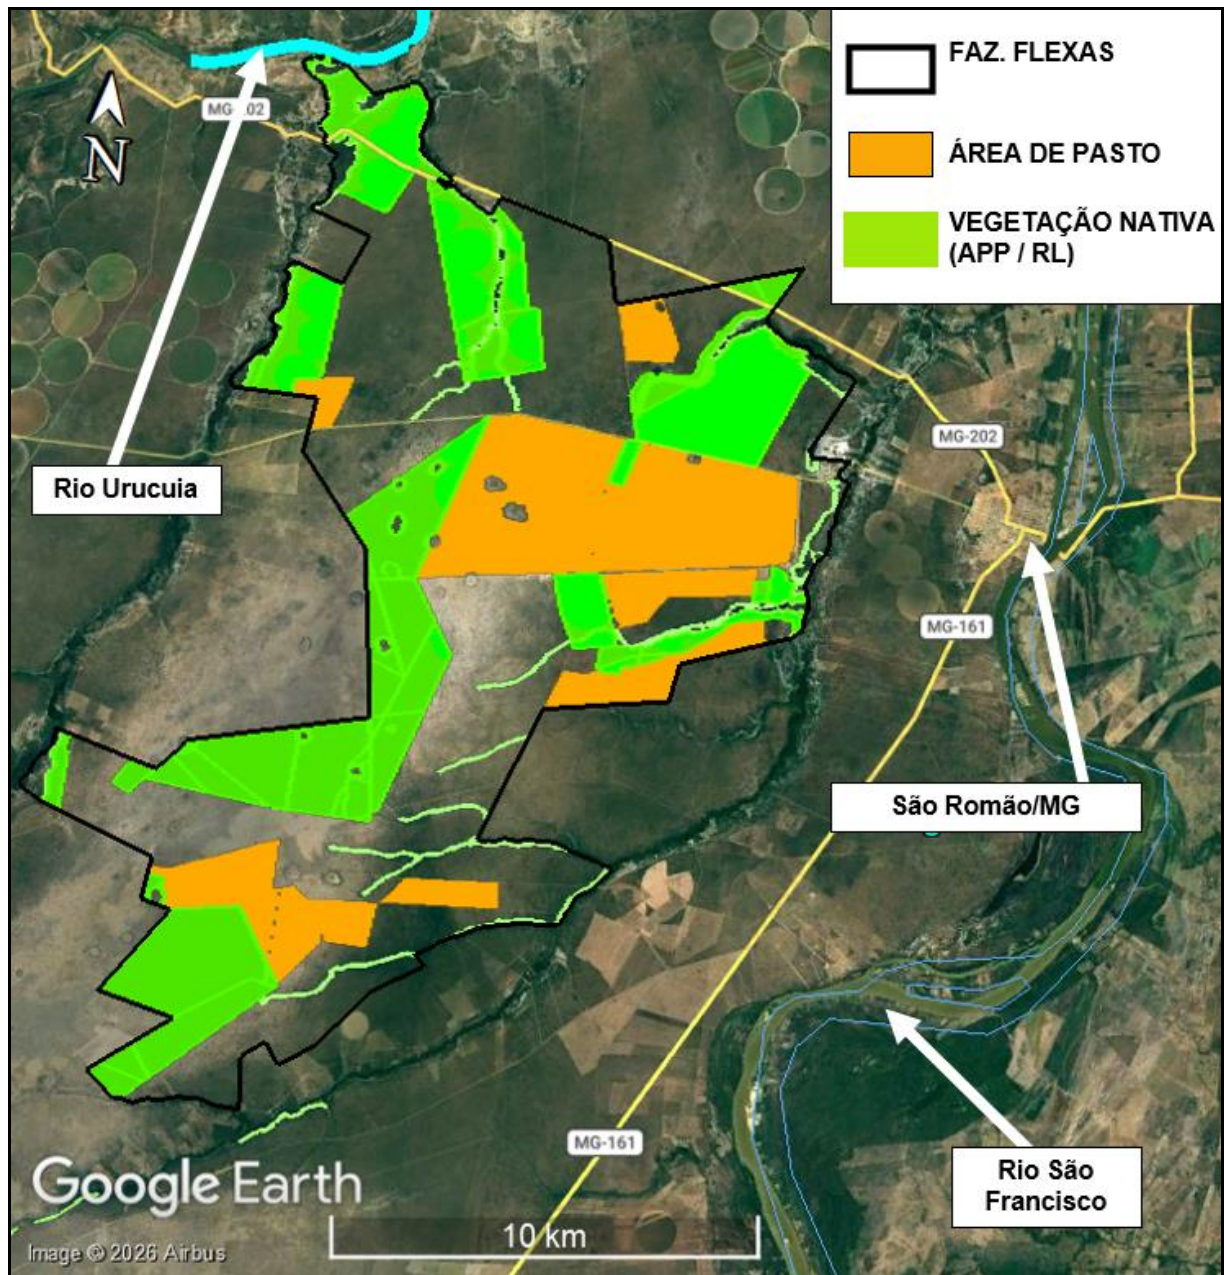 FAZ. FLEXAS
ÁREA DE PASTO
VEGETAÇÃO NATIVA
(APP / RL)
N
MG-202
MG-202
Rio Urucuia
MG-161
São Romão/MG
MG-161
Rio São
Francisco
Google Earth
10 km
Image © 2026 Airbus